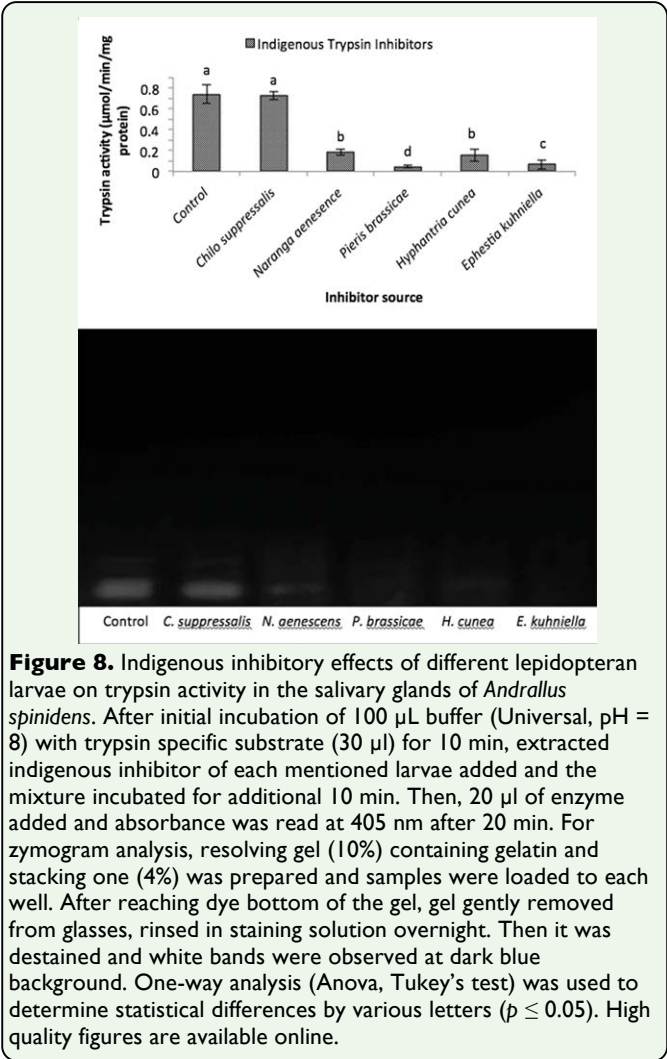 Indigenous Trypsin Inhibitors
Trypsin activity (µmol/min/mg
protein)
0.8
0.6
0.4
0.2
0
a
a
b
d
b
c
Control
Chilo suppressalis
Naranga aenesence
Pieris brassicae
Hyphantria cunea
Ephestia kuhniella
Inhibitor source
Control C. suppressalis N. aenescens P. brassicae H. cunea E. kuhniella
Figure 8. Indigenous inhibitory effects of different lepidopteran
larvae on trypsin activity in the salivary glands of Andrallus
spinidens. After initial incubation of 100 µL buffer (Universal, pH =
8) with trypsin specific substrate (30 µl) for 10 min, extracted
indigenous inhibitor of each mentioned larvae added and the
mixture incubated for additional 10 min. Then, 20 µl of enzyme
added and absorbance was read at 405 nm after 20 min. For
zymogram analysis, resolving gel (10%) containing gelatin and
stacking one (4%) was prepared and samples were loaded to each
well. After reaching dye bottom of the gel, gel gently removed
from glasses, rinsed in staining solution overnight. Then it was
destained and white bands were observed at dark blue
background. One-way analysis (Anova, Tukey's test) was used to
determine statistical differences by various letters (p ≤ 0.05). High
quality figures are available online.